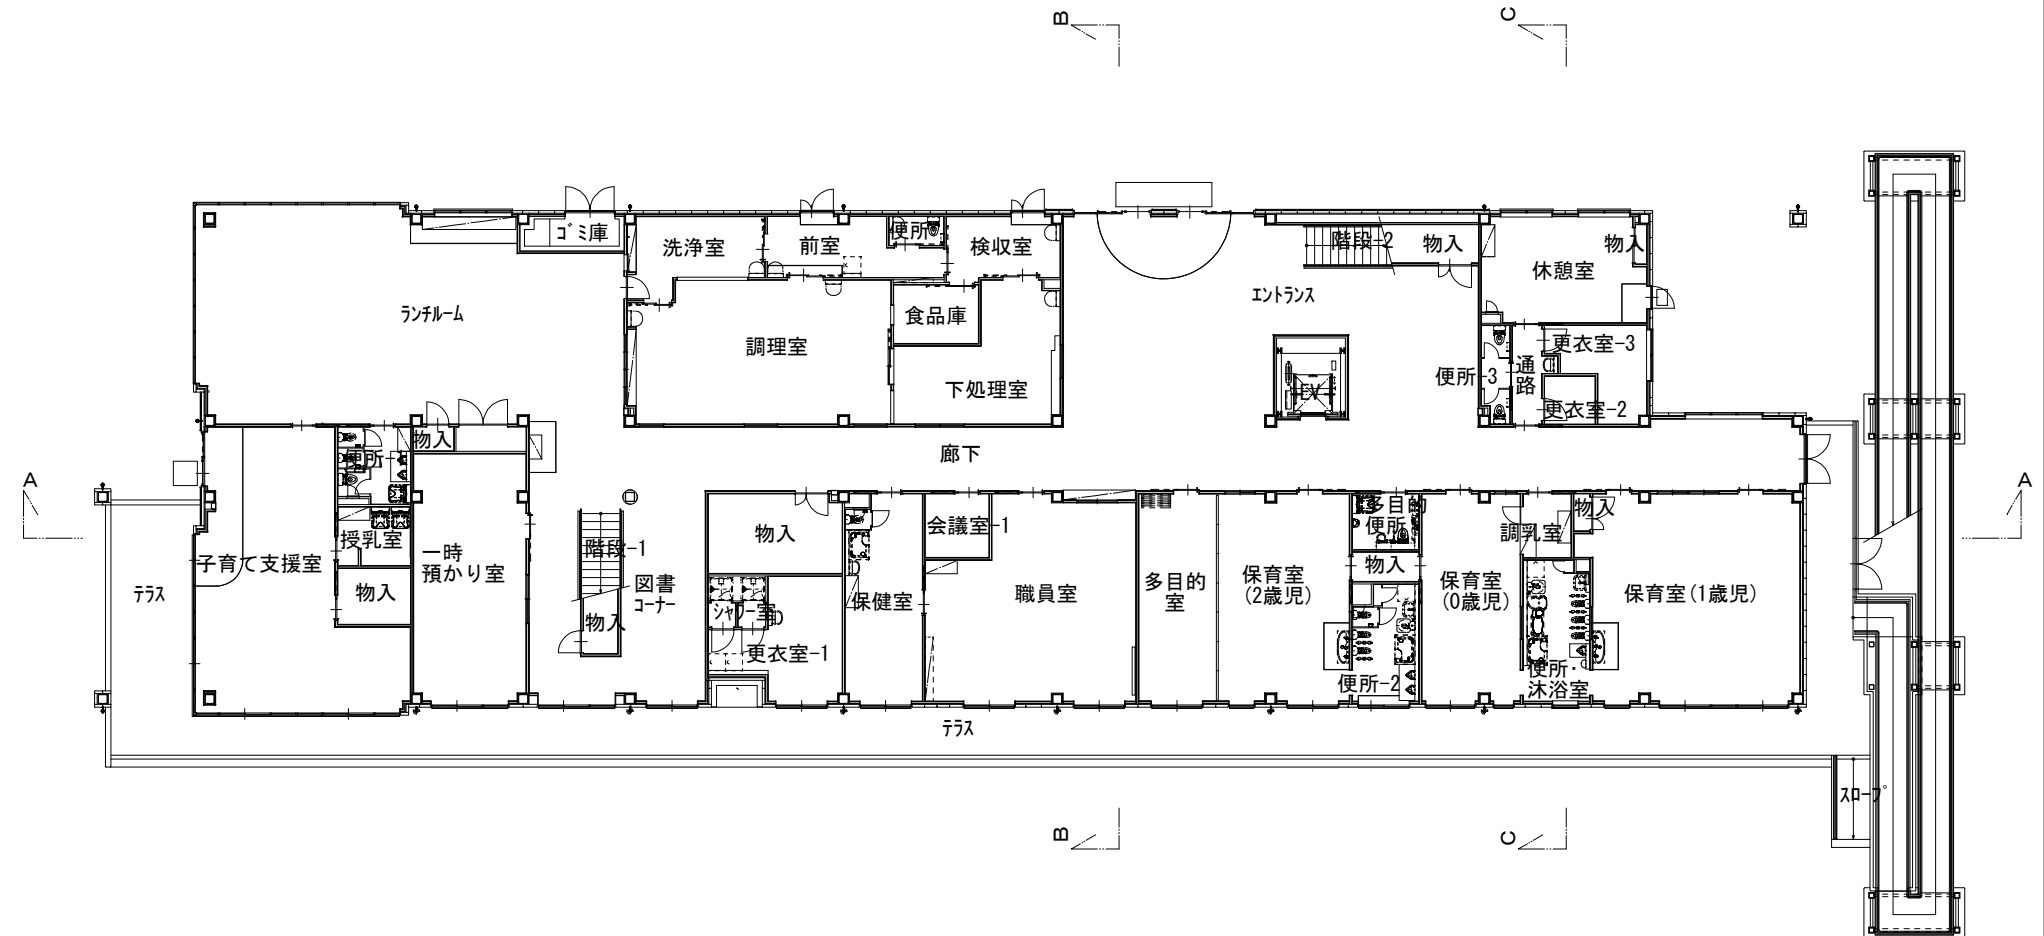 B
C
ｺﾞﾐ庫
洗浄室
前室
便所
検収室
階段-2
物入
物入
休憩室
ﾗﾝﾁﾙｰﾑ
ｴﾝﾄﾗﾝｽ
食品庫
調理室
更衣室-3
下処理室
便所-3
通路
EV
更衣室-2
物入
廊下
便所-1
A
A
多目的
便所
物入
会議室-1
物入
調乳室
授乳室
階段-1
一時
預かり室
子育て支援室
物入
図書
ｺｰﾅｰ
ﾃﾗｽ
物入
ｼｬﾜｰ室
保健室
職員室
多目的
室
保育室
(2歳児)
物入
保育室
(0歳児)
保育室(1歳児)
更衣室-1
便所-2
便所・
沐浴室
ﾃﾗｽ
ｽﾛｰﾌﾟ
B
C